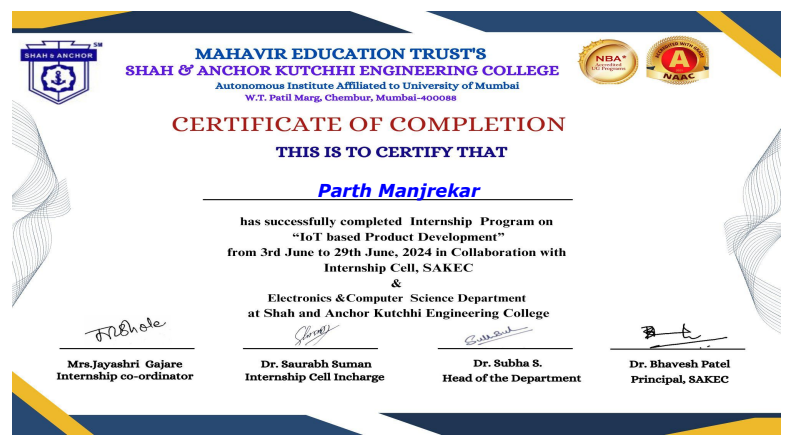 SHAH & ANCHOR
SM
MAHAVIR EDUCATION TRUST'S
SHAH & ANCHOR KUTCHHI ENGINEERING COLLEGE
Autonomous Institute Affiliated to University of Mumbai
W.T. Patil Marg, Chembur, Mumbai-400088
NBA*
Accredited
UG Programs
ACCREDITED WITH GRADE
A
NAAC
CERTIFICATE OF COMPLETION
THIS IS TO CERTIFY THAT
Parth Manjrekar
has successfully completed Internship Program on
“IoT based Product Development”
from 3rd June to 29th June, 2024 in Collaboration with
Internship Cell, SAKEC
&
Electronics &Computer Science Department
at Shah and Anchor Kutchhi Engineering College
Mrs.Jayashri Gajare
Internship co-ordinator
Dr. Saurabh Suman
Internship Cell Incharge
Dr. Subha S.
Head of the Department
Dr. Bhavesh Patel
Principal, SAKEC